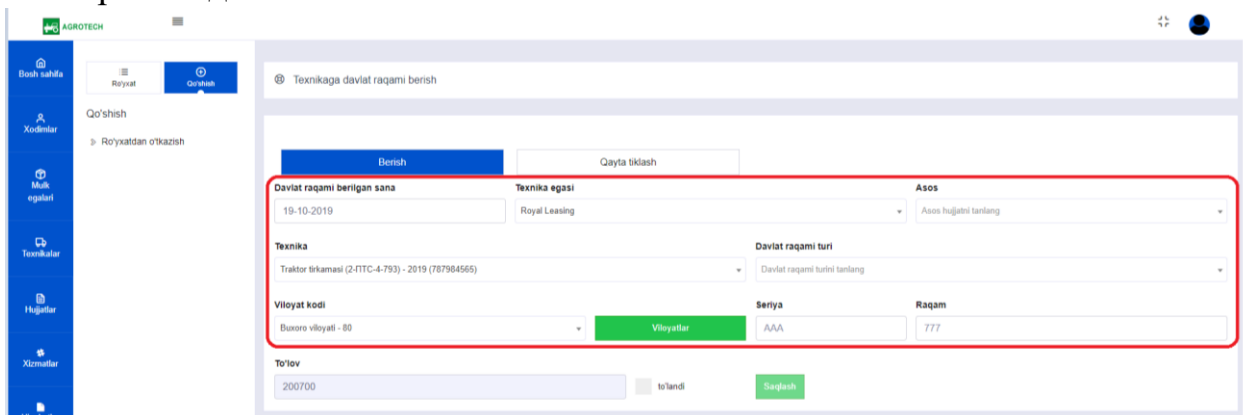 AGROTECH
Bosh sahifa
Xodimlar
Mulk
egalari
Texnikalar
Hujjatlar
Xizmatlar
Ro'yxat
Qo'shish
Qo'shish
Ro'yxatdan o'tkazish
Texnikaga davlat raqami berish
Berish
Qayta tiklash
Davlat raqami berilgan sana
Texnika egasi
Asos
19-10-2019
Royal Leasing
Asos hujjatni tanlang
Texnika
Davlat raqami turi
Traktor tirkamasi (2-ПТС-4-793) - 2019 (787984565)
Davlat raqami turini tanlang
Viloyat kodi
Seriya
Raqam
Buxoro viloyati - 80
Viloyatlar
AAA
777
To'lov
200700
to'landi
Saqlash